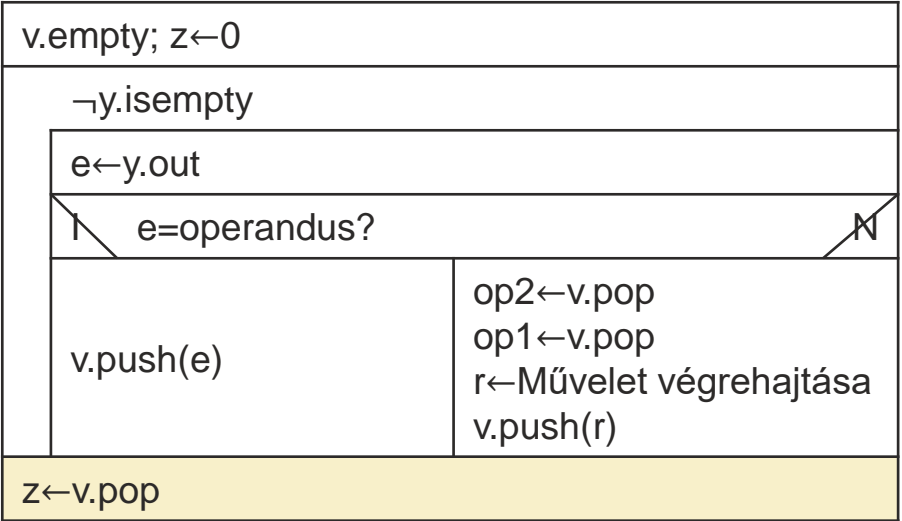 v.empty; z←0
¬y.isempty
e←y.out
I e=operandus? N
v.push(e)
op2←v.pop
op1←v.pop
r←Művelet végrehajtása
v.push(r)
z←v.pop